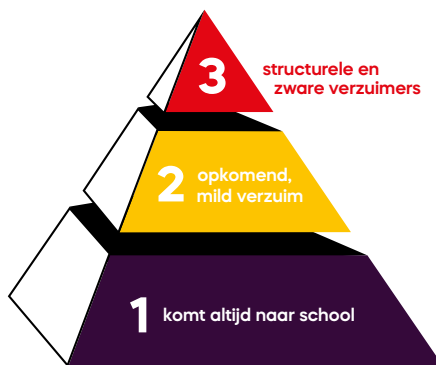 3 structurele en
zware verzuimers
2 opkomend,
mild verzuim
1 komt altijd naar school